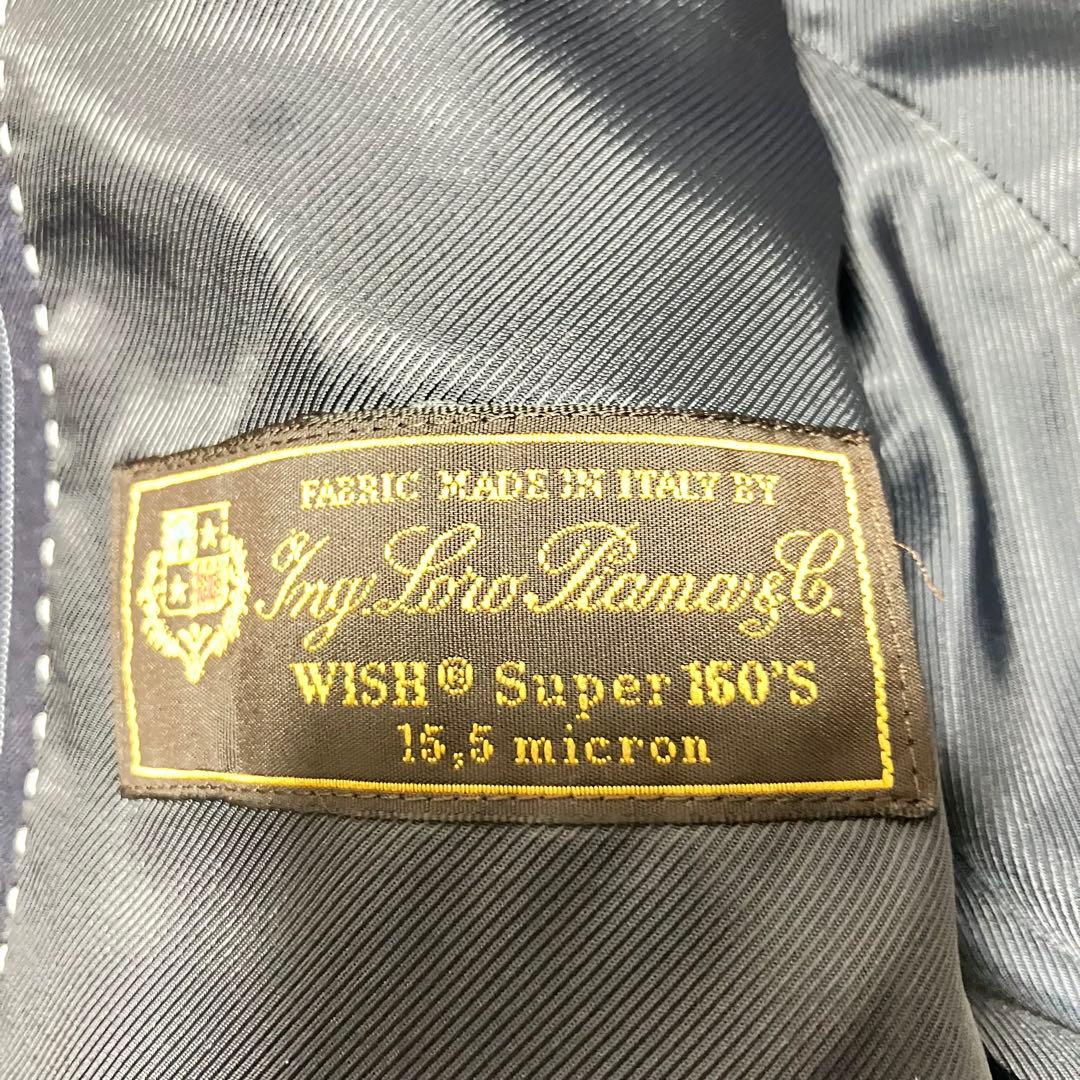 FABRIC MADE IN ITALY BY
Ing. Loro Piana & C.
WISH® Super 160'S
15,5 micron